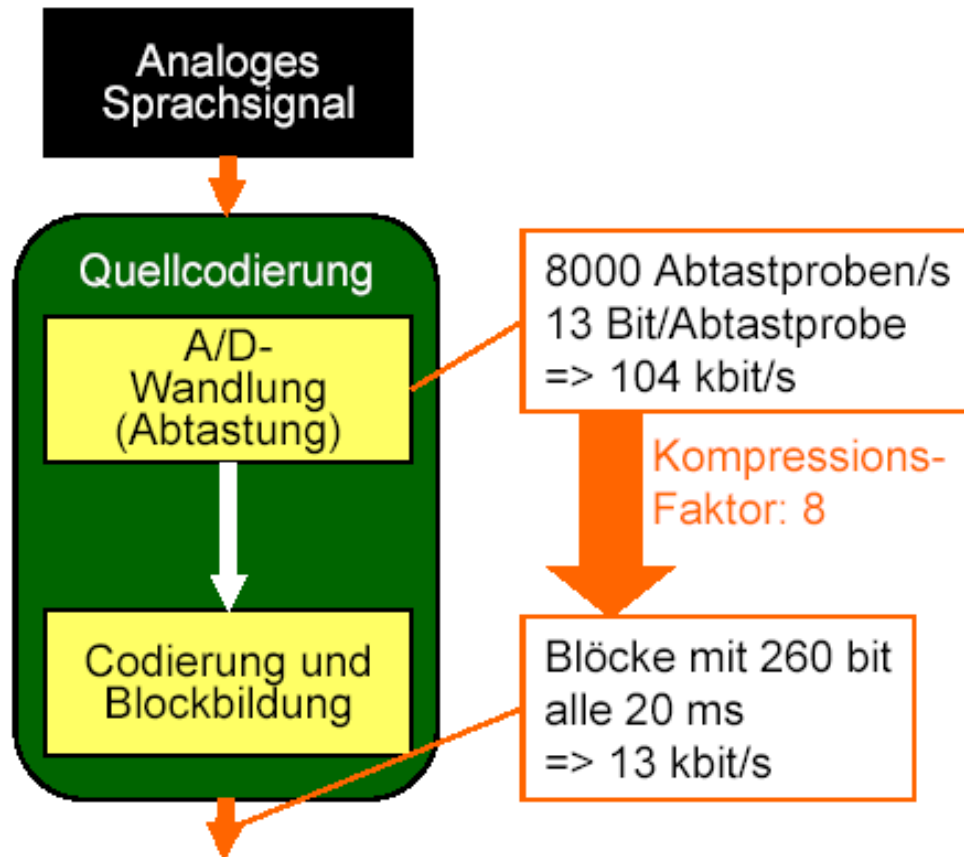 Analoges
Sprachsignal
Quellcodierung
A/D-
Wandlung
(Abtastung)
8000 Abtastproben/s
13 Bit/Abtastprobe
=> 104 kbit/s
Kompressions-
Faktor: 8
Codierung und
Blockbildung
Blöcke mit 260 bit
alle 20 ms
=> 13 kbit/s